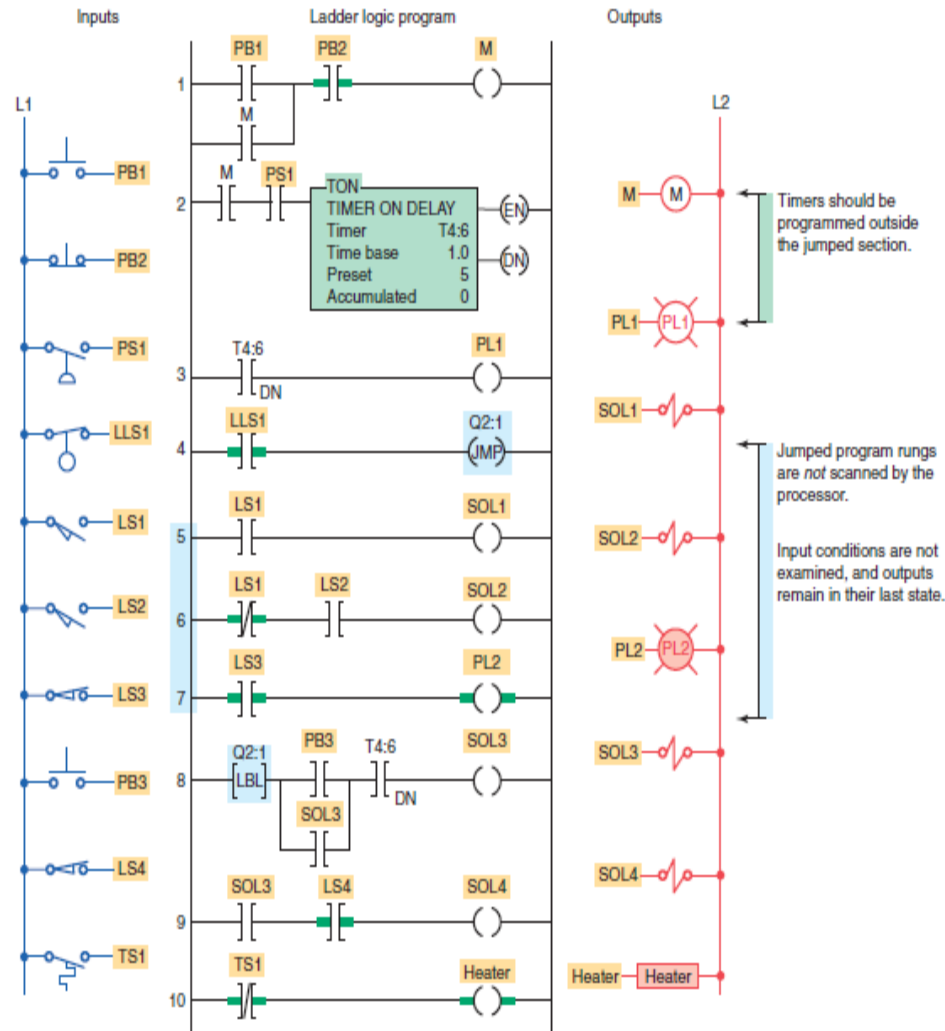 Inputs
Ladder logic program
Outputs
L1
PB1
PB2
PS1
LLS1
LS1
LS2
LS3
PB3
LS4
TS1
1
PB1
PB2
M
M
2
M
PS1
TON
TIMER ON DELAY
Timer T4:6
Time base 1.0
Preset 5
Accumulated 0
EN
DN
3
T4:6
DN
PL1
4
LLS1
Q2:1
JMP
5
LS1
SOL1
6
LS1
LS2
SOL2
7
LS3
PL2
8
Q2:1
LBL
PB3
T4:6
DN
SOL3
SOL3
9
SOL3
LS4
SOL4
10
TS1
Heater
L2
M M
PL1 PL1
SOL1
SOL2
PL2 PL2
SOL3
SOL4
Heater Heater
Timers should be
programmed outside
the jumped section.
Jumped program rungs
are not scanned by the
processor.
Input conditions are not
examined, and outputs
remain in their last state.